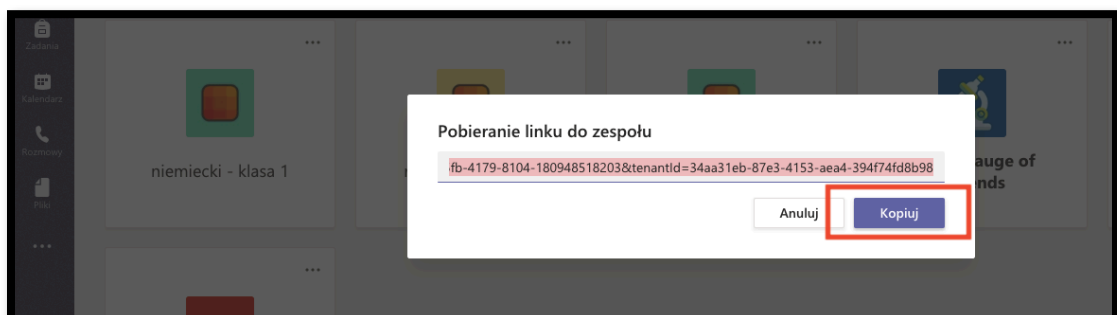 Zadania
Kalendarz
Rozmowy
Pliki
niemiecki - klasa 1
Pobieranie linku do zespołu
fb-4179-8104-180948518203&tenantId=34aa31eb-87e3-4153-aea4-394f74fd8b98
Anuluj
Kopiuj
auge of
nds